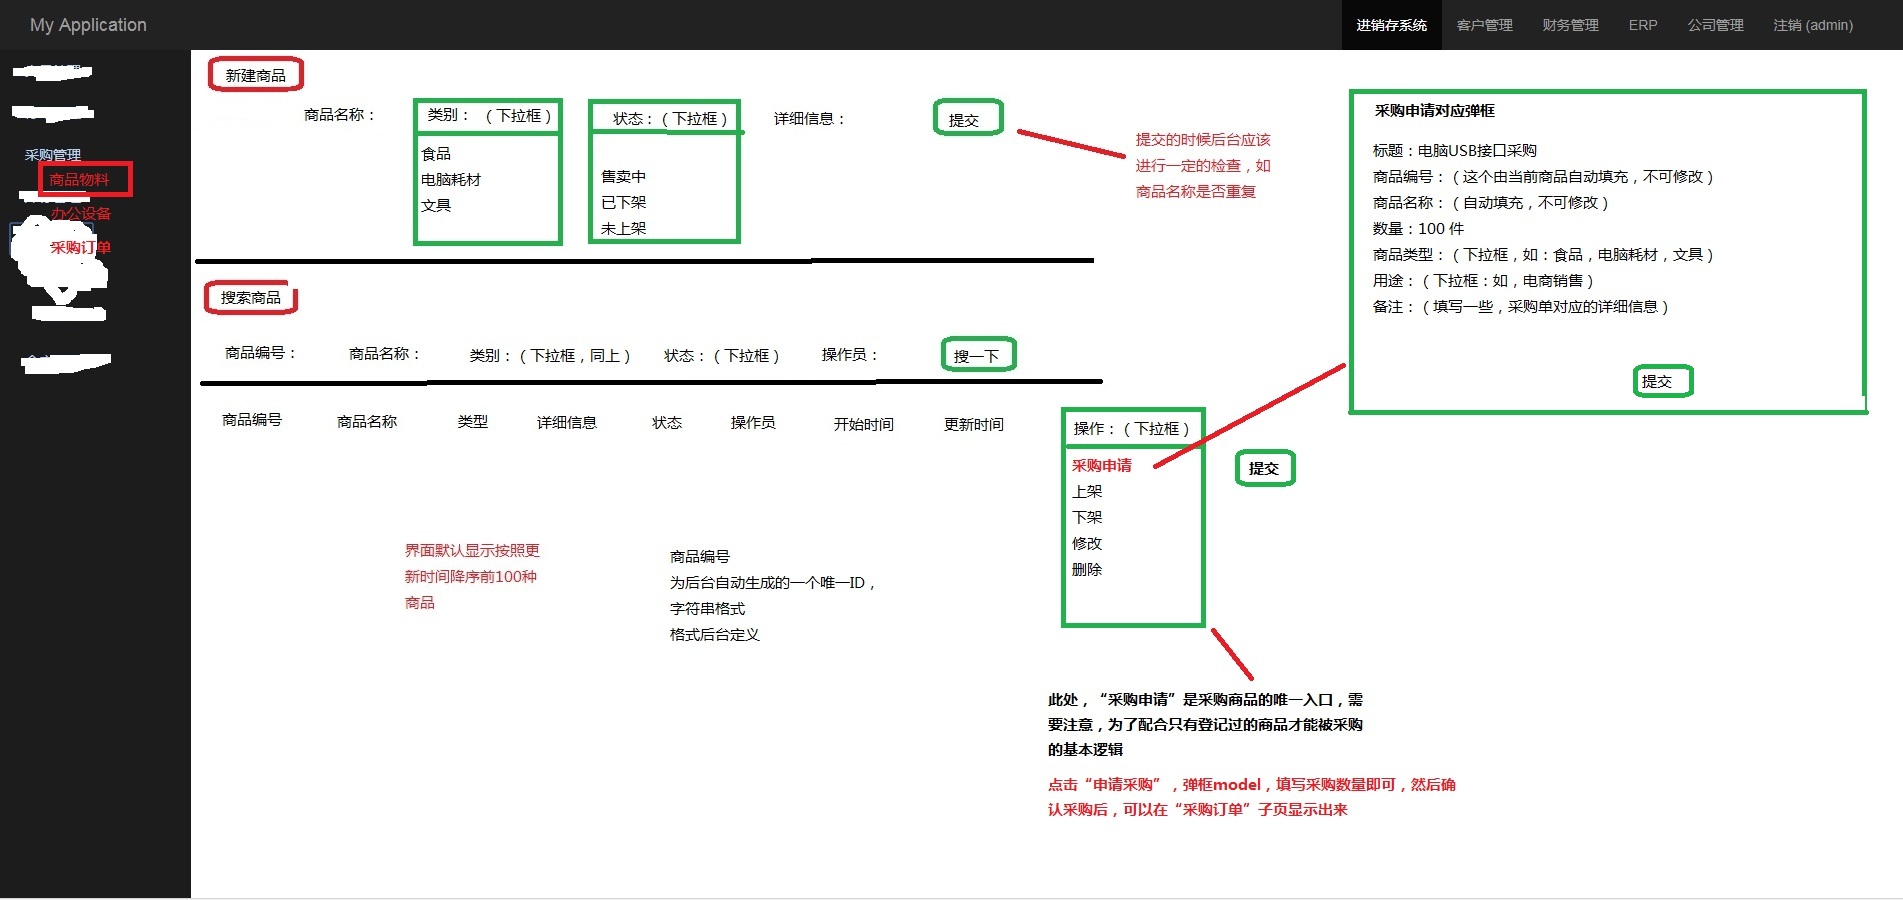 My Application
进销存系统 客户管理 财务管理 ERP 公司管理 注销 (admin)
采购管理
商品物料
办公设备
采购订单
新建商品
商品名称： 类别：（下拉框） 状态：（下拉框） 详细信息： 提交
食品
电脑耗材
文具
售卖中
已下架
未上架
提交的时候后台应该
进行一定的检查，如
商品名称是否重复
采购申请对应弹框
标题：电脑USB接口采购
商品编号：（这个由当前商品自动填充，不可修改）
商品名称：（自动填充，不可修改）
数量：100 件
商品类型：（下拉框，如：食品，电脑耗材，文具）
用途：（下拉框：如，电商销售）
备注：（填写一些，采购单对应的详细信息）
提交
搜索商品
商品编号： 商品名称： 类别：（下拉框，同上） 状态：（下拉框） 操作员： 搜一下
商品编号 商品名称 类型 详细信息 状态 操作员 开始时间 更新时间 操作：（下拉框）
采购申请
上架
下架
修改
删除
提交
界面默认显示按照更
新时间降序前100种
商品
商品编号
为后台自动生成的一个唯一ID，
字符串格式
格式后台定义
此处，“采购申请”是采购商品的唯一入口，需
要注意，为了配合只有登记过的商品才能被采购
的基本逻辑
点击“申请采购”，弹框model，填写采购数量即可，然后确
认采购后，可以在“采购订单”子页显示出来